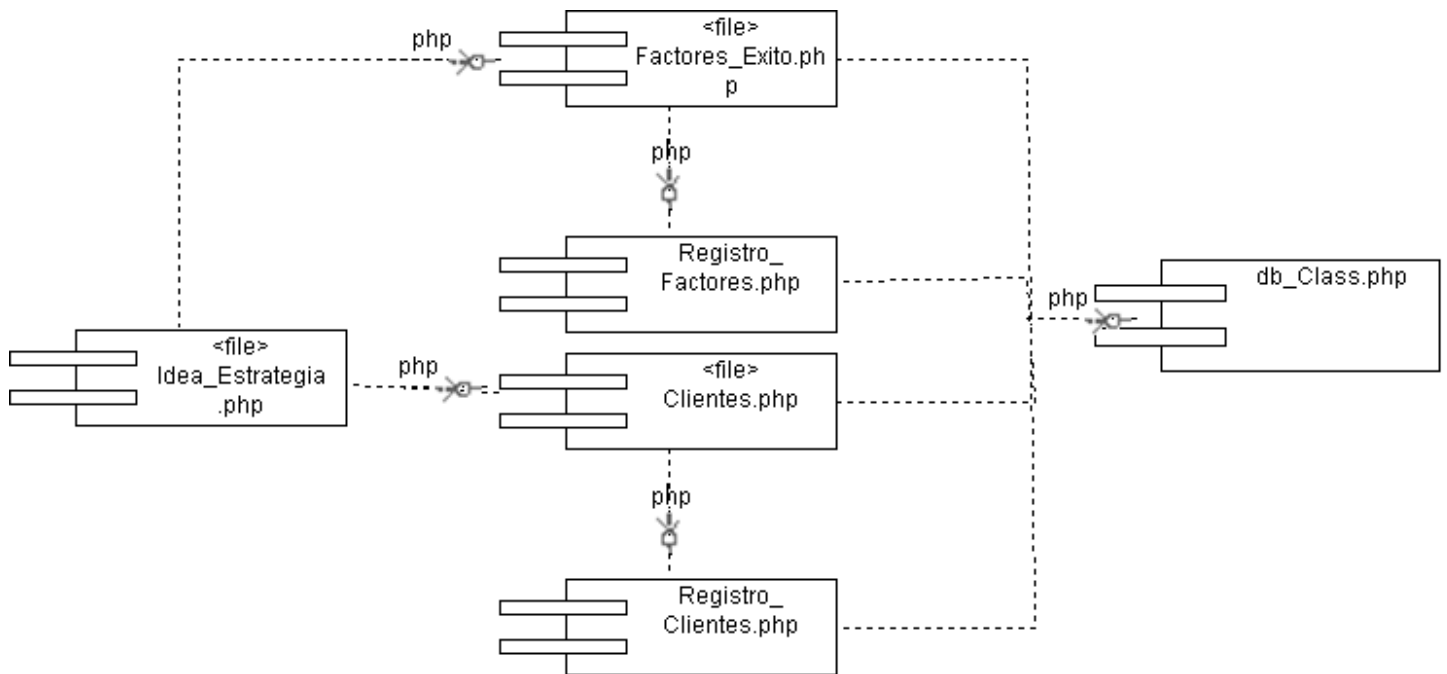 php
<file>
Factores_Exito.ph
p
php
Registro_
Factores.php
db_Class.php
php
<file>
Idea_Estrategia
.php
php
<file>
Clientes.php
php
Registro_
Clientes.php